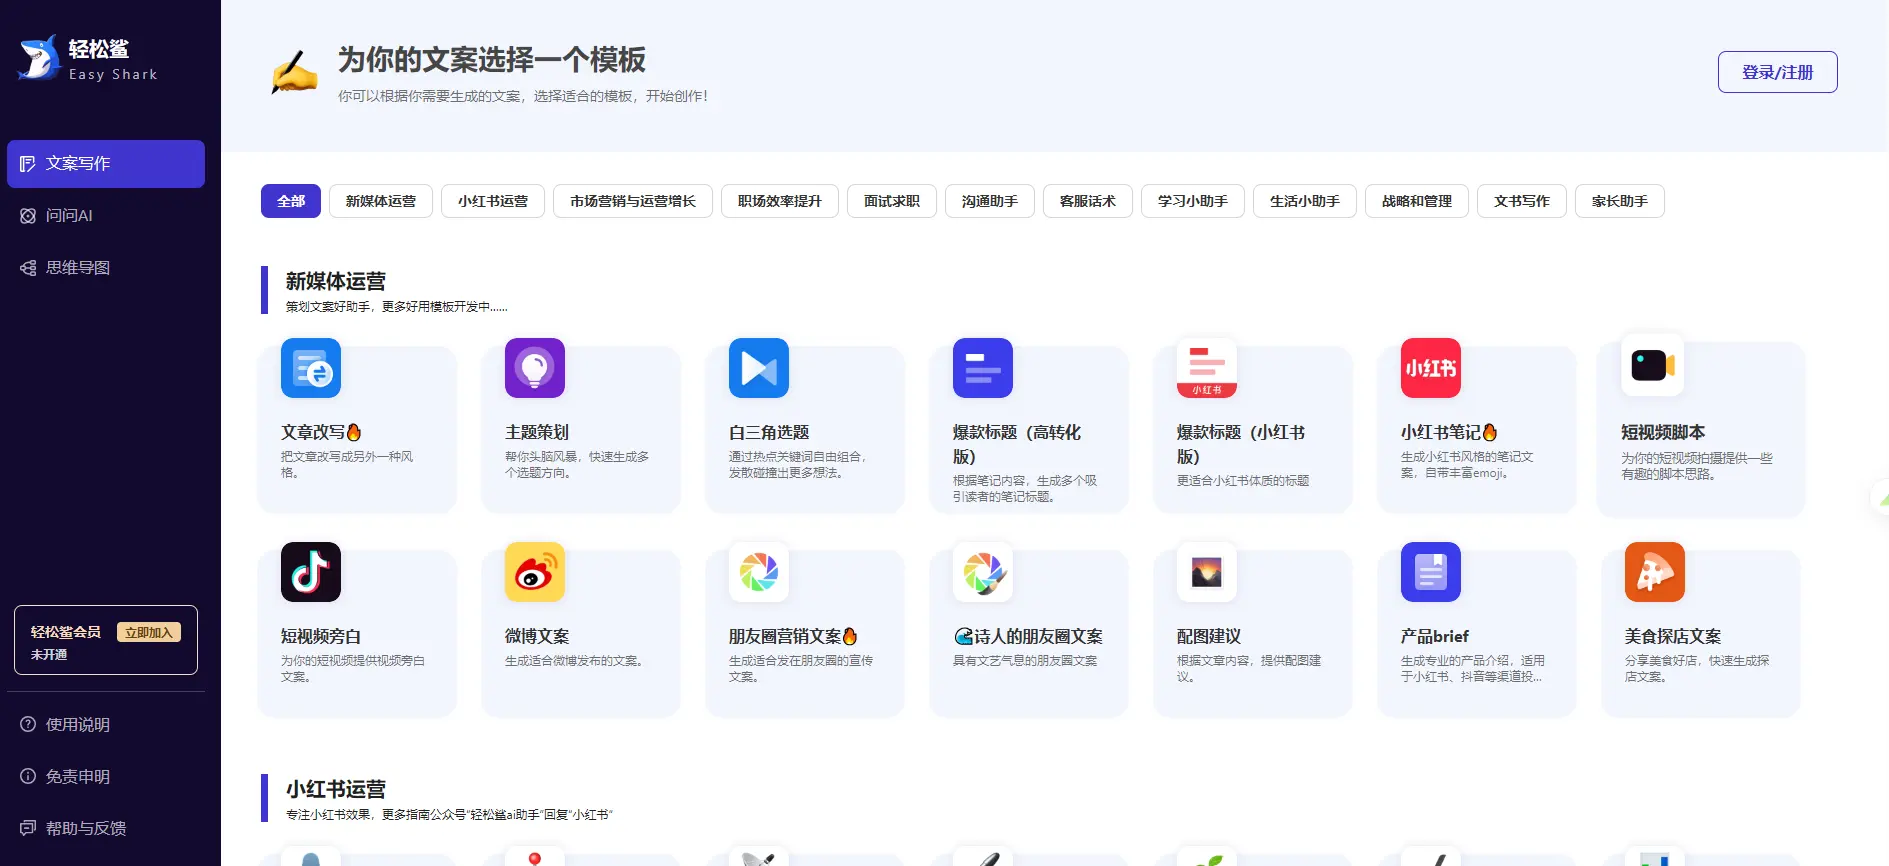 轻松鲨
Easy Shark
文案写作
问问AI
思维导图
轻松鲨会员
立即加入
未开通
使用说明
免责申明
帮助与反馈
为你的文案选择一个模板
你可以根据你需要生成的文案，选择适合的模板，开始创作！
登录/注册
全部
新媒体运营
小红书运营
市场营销与运营增长
职场效率提升
面试求职
沟通助手
客服话术
学习小助手
生活小助手
战略和管理
文书写作
家长助手
新媒体运营
策划文案好助手，更多好用模板开发中......
文章改写🔥
把文章改写成另外一种风
格。
主题策划
帮你头脑风暴，快速生成多
个选题方向。
白三角选题
通过热点关键词自由组合，
发散碰撞出更多想法。
爆款标题（高转化
版）
根据笔记内容，生成多个吸
引读者的笔记标题。
小红书
爆款标题（小红书
版）
更适合小红书体质的标题
小红书
小红书笔记🔥
生成小红书风格的笔记文
案，自带丰富emoji。
短视频脚本
为你的短视频拍摄提供一些
有趣的脚本思路。
短视频旁白
为你的短视频提供视频旁白
文案。
微博文案
生成适合微博发布的文案。
朋友圈营销文案🔥
生成适合发在朋友圈的宣传
文案。
🌊诗人的朋友圈文案
具有文艺气息的朋友圈文案
配图建议
根据文章内容，提供配图建
议。
产品brief
生成专业的产品介绍，适用
于小红书、抖音等渠道投...
美食探店文案
分享美食好店，快速生成探
店文案。
小红书运营
专注小红书效果，更多指南公众号"轻松鲨ai助手"回复"小红书"